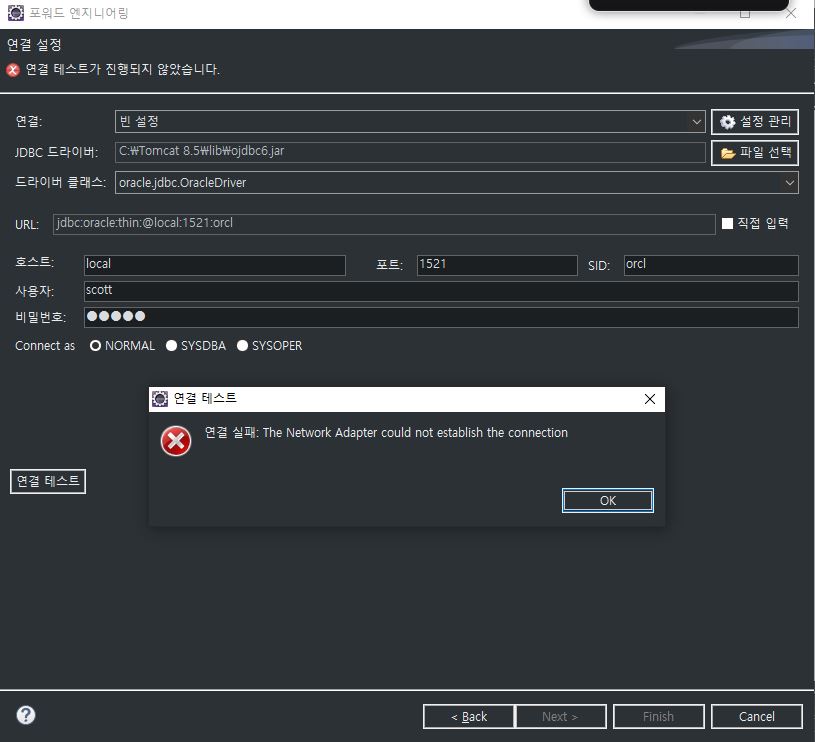 포워드 엔지니어링
연결 설정
연결 테스트가 진행되지 않았습니다.
연결: 빈 설정 설정 관리
JDBC 드라이버: C:\Tomcat 8.5\lib\ojdbc6.jar 파일 선택
드라이버 클래스: oracle.jdbc.OracleDriver
URL: jdbc:oracle:thin:@local:1521:orcl 직접 입력
호스트: local 포트: 1521 SID: orcl
사용자: scott
비밀번호: ●●●●●
Connect as NORMAL SYSDBA SYSOPER
연결 테스트
연결 실패: The Network Adapter could not establish the connection
OK
연결 테스트
< Back Next > Finish Cancel